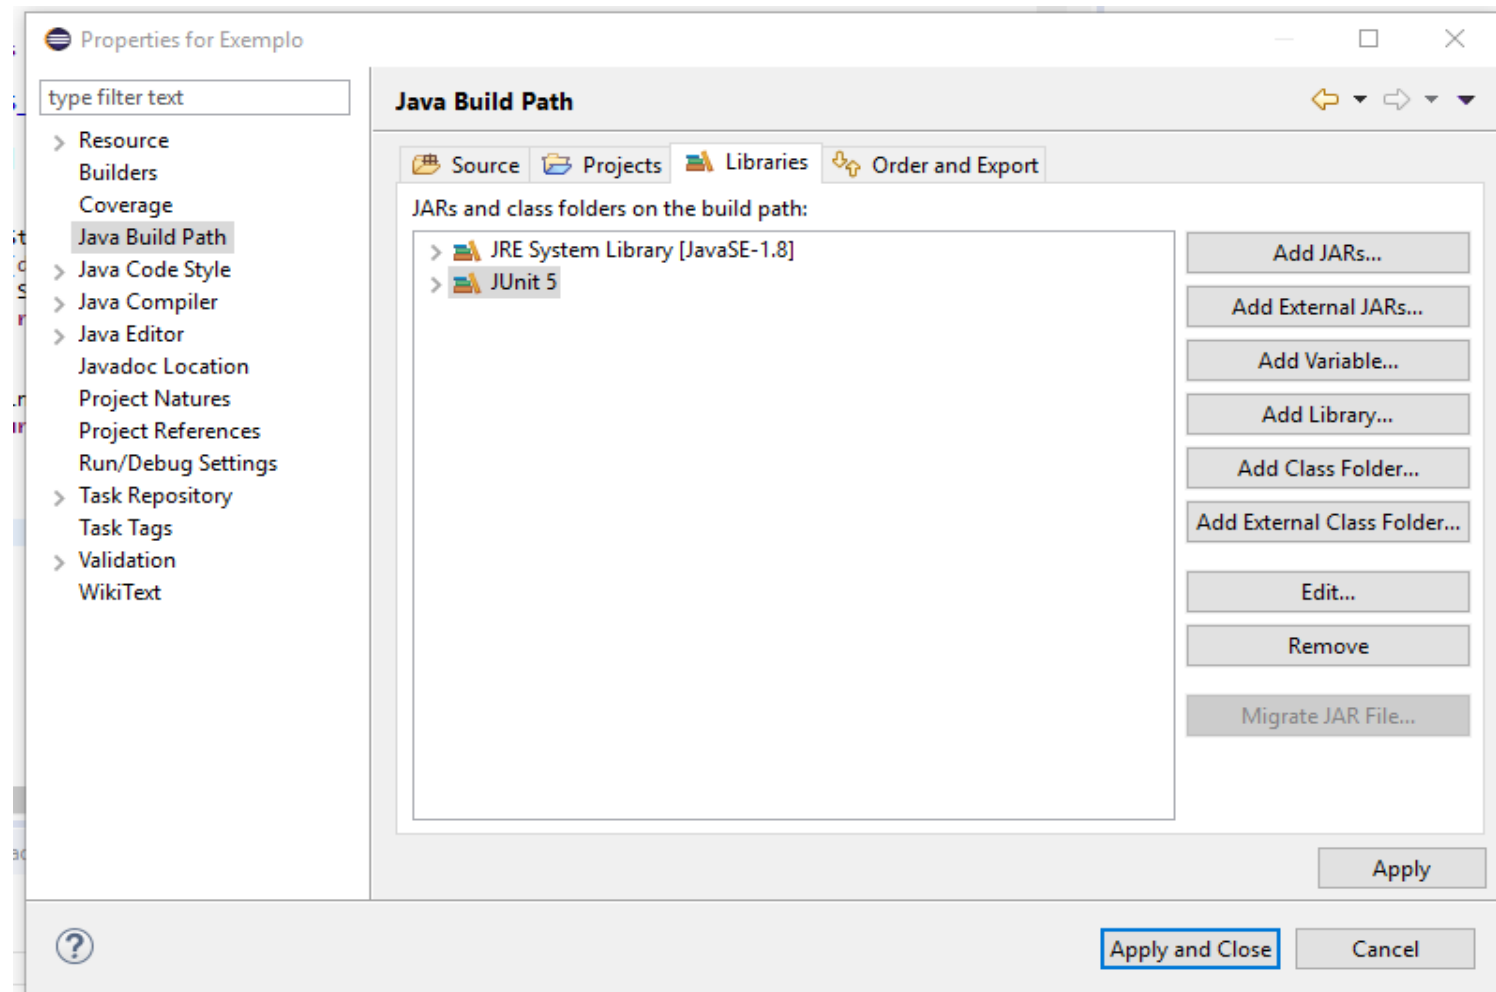 Properties for Exemplo
type filter text
Resource
Builders
Coverage
Java Build Path
Java Code Style
Java Compiler
Java Editor
Javadoc Location
Project Natures
Project References
Run/Debug Settings
Task Repository
Task Tags
Validation
WikiText
Java Build Path
Source
Projects
Libraries
Order and Export
JARs and class folders on the build path:
JRE System Library [JavaSE-1.8]
JUnit 5
Add JARs...
Add External JARs...
Add Variable...
Add Library...
Add Class Folder...
Add External Class Folder...
Edit...
Remove
Migrate JAR File...
Apply
Apply and Close
Cancel